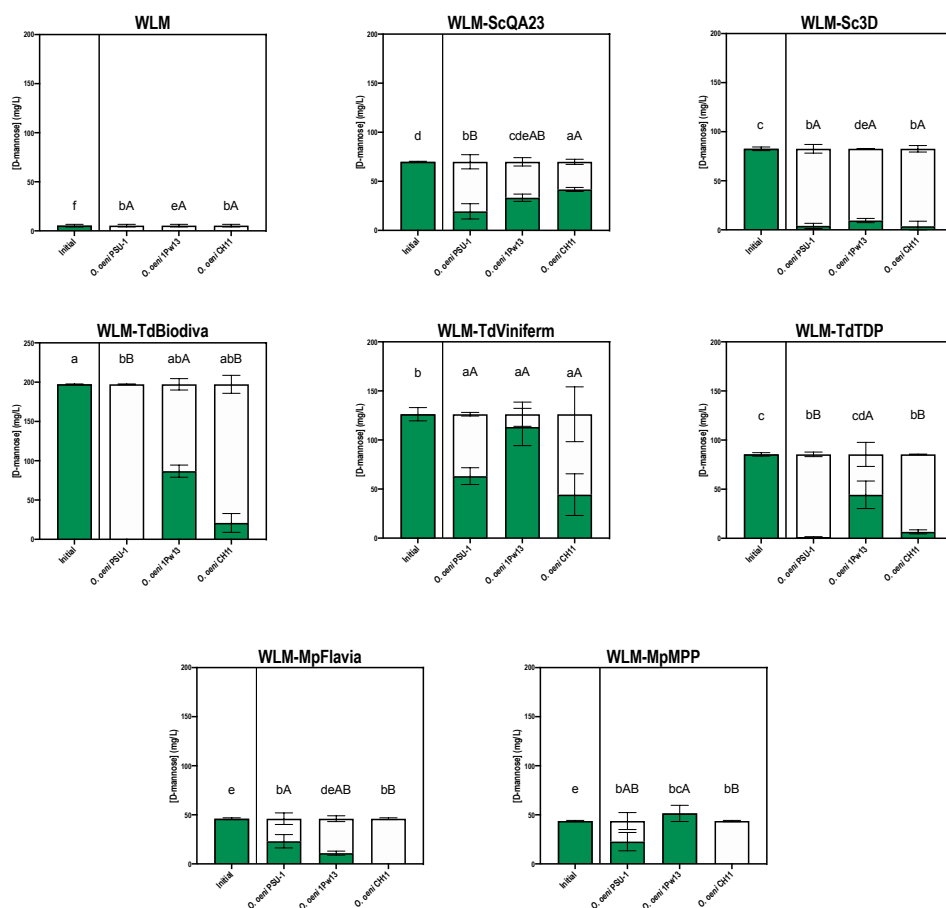 WLM
[D-mannose] (mg/L)
200
150
100
50
0
f
bA
eA
bA
Initial
O. oeni PSU-1
O. oeni 1Pw13
O. oeni CH11
WLM-ScQA23
[D-mannose] (mg/L)
200
150
100
50
0
d
bB
cdeAB
aA
Initial
O. oeni PSU-1
O. oeni 1Pw13
O. oeni CH11
WLM-Sc3D
[D-mannose] (mg/L)
200
150
100
50
0
c
bA
deA
bA
Initial
O. oeni PSU-1
O. oeni 1Pw13
O. oeni CH11
WLM-TdBiodiva
[D-mannose] (mg/L)
250
200
150
100
50
0
a
bB
abA
abB
Initial
O. oeni PSU-1
O. oeni 1Pw13
O. oeni CH11
WLM-TdViniferm
[D-mannose] (mg/L)
200
150
100
50
0
b
aA
aA
aA
Initial
O. oeni PSU-1
O. oeni 1Pw13
O. oeni CH11
WLM-TdTDP
[D-mannose] (mg/L)
200
150
100
50
0
c
bB
cdA
bB
Initial
O. oeni PSU-1
O. oeni 1Pw13
O. oeni CH11
WLM-MpFlavia
[D-mannose] (mg/L)
200
150
100
50
0
e
bA
deAB
bB
Initial
O. oeni PSU-1
O. oeni 1Pw13
O. oeni CH11
WLM-MpMPP
[D-mannose] (mg/L)
200
150
100
50
0
e
bAB
bcA
bB
Initial
O. oeni PSU-1
O. oeni 1Pw13
O. oeni CH11